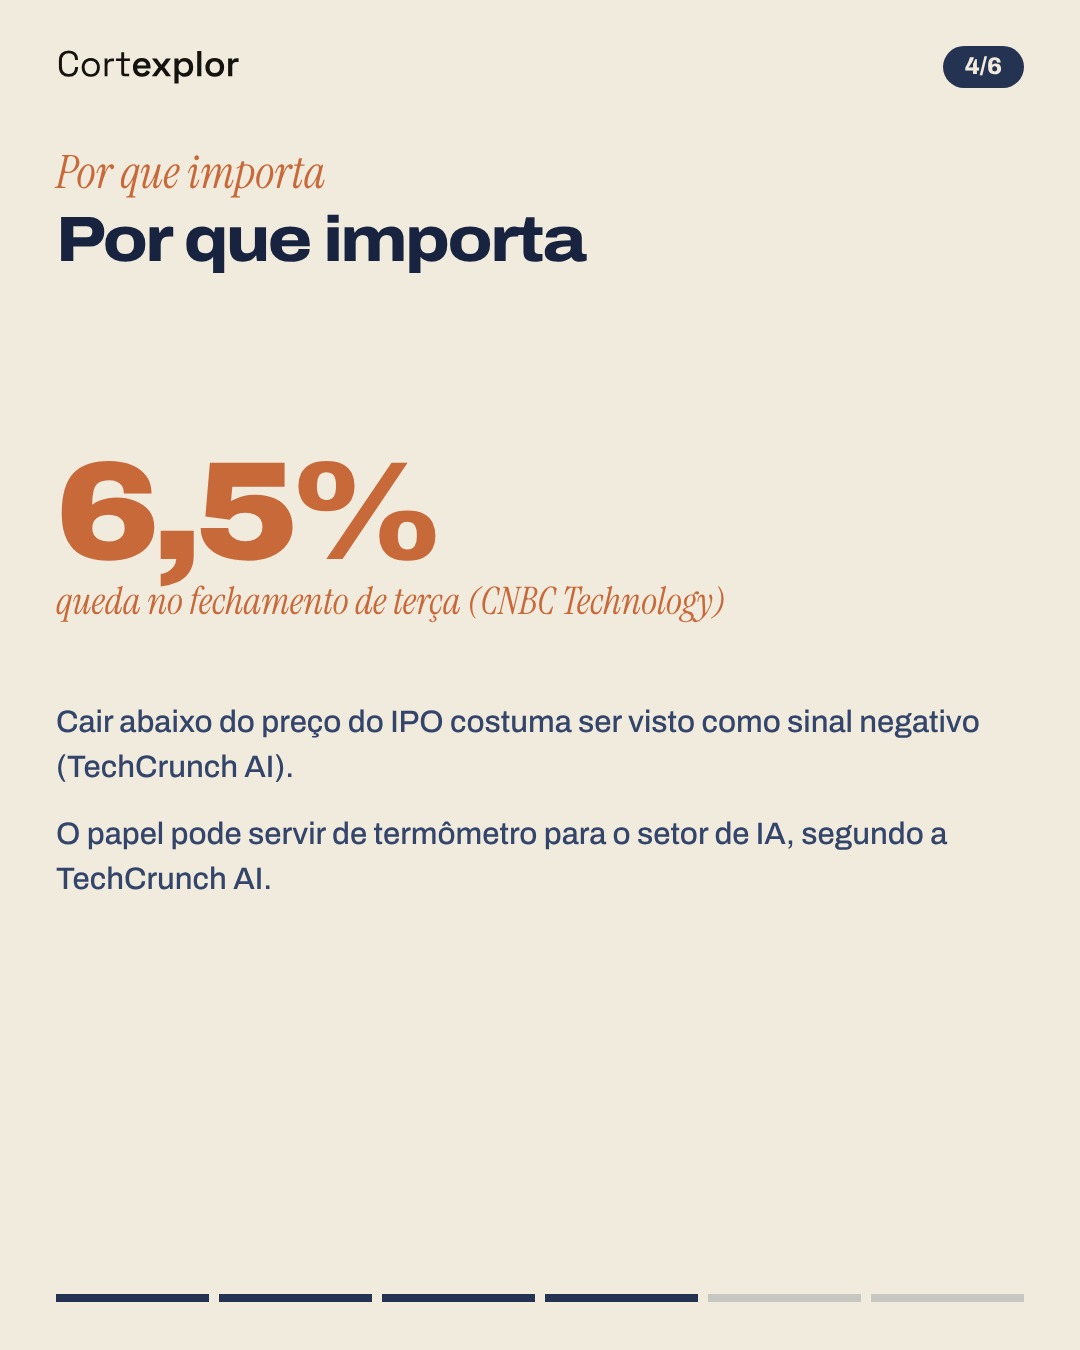 Cortexplor
4/6
Por que importa
Por que importa
6,5%
queda no fechamento de terça (CNBC Technology)
Cair abaixo do preço do IPO costuma ser visto como sinal negativo
(TechCrunch AI).
O papel pode servir de termômetro para o setor de IA, segundo a
TechCrunch AI.